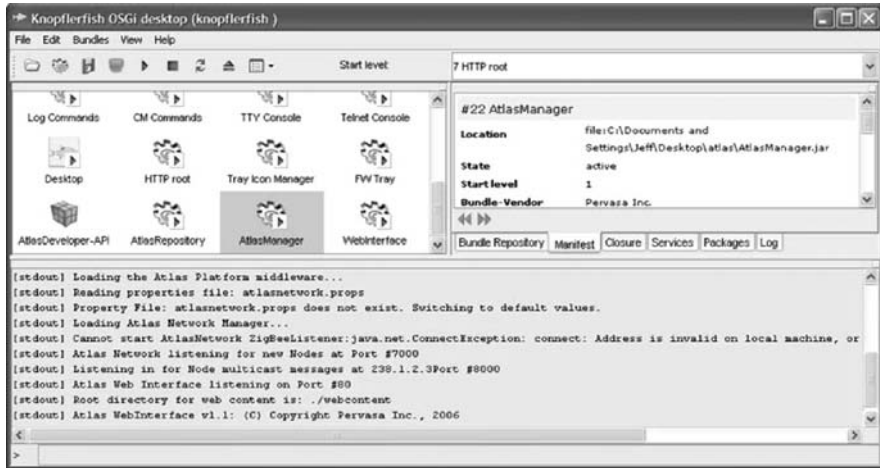 Knopflerfish OSGi desktop (knopflerfish )
File Edit Bundles View Help
Start level:
7 HTTP root
Log Commands CM Commands TTY Console Telnet Console
Desktop HTTP root Tray Icon Manager FW Tray
AtlasDeveloper-API AtlasRepository AtlasManager WebInterface
#22 AtlasManager
Location file:C:\Documents and
Settings\Jeff\Desktop\atlas\AtlasManager.jar
State active
Start level 1
Bundle-Vendor Pervasa Inc.
Bundle Repository Manifest Closure Services Packages Log
[stdout] Loading the Atlas Platform middleware...
[stdout] Reading properties file: atlasnetwork.props
[stdout] Property File: atlasnetwork.props does not exist. Switching to default values.
[stdout] Loading Atlas Network Manager...
[stdout] Cannot start AtlasNetwork ZigBeeListener:java.net.ConnectException: connect: Address is invalid on local machine, or
[stdout] Atlas Network listening for new Nodes at Port #7000
[stdout] Listening in for Node multicast messages at 238.1.2.3Port #8000
[stdout] Atlas Web Interface listening on Port #80
[stdout] Root directory for web content is: ./webcontent
[stdout] Atlas WebInterface v1.1: (C) Copyright Pervasa Inc., 2006
>